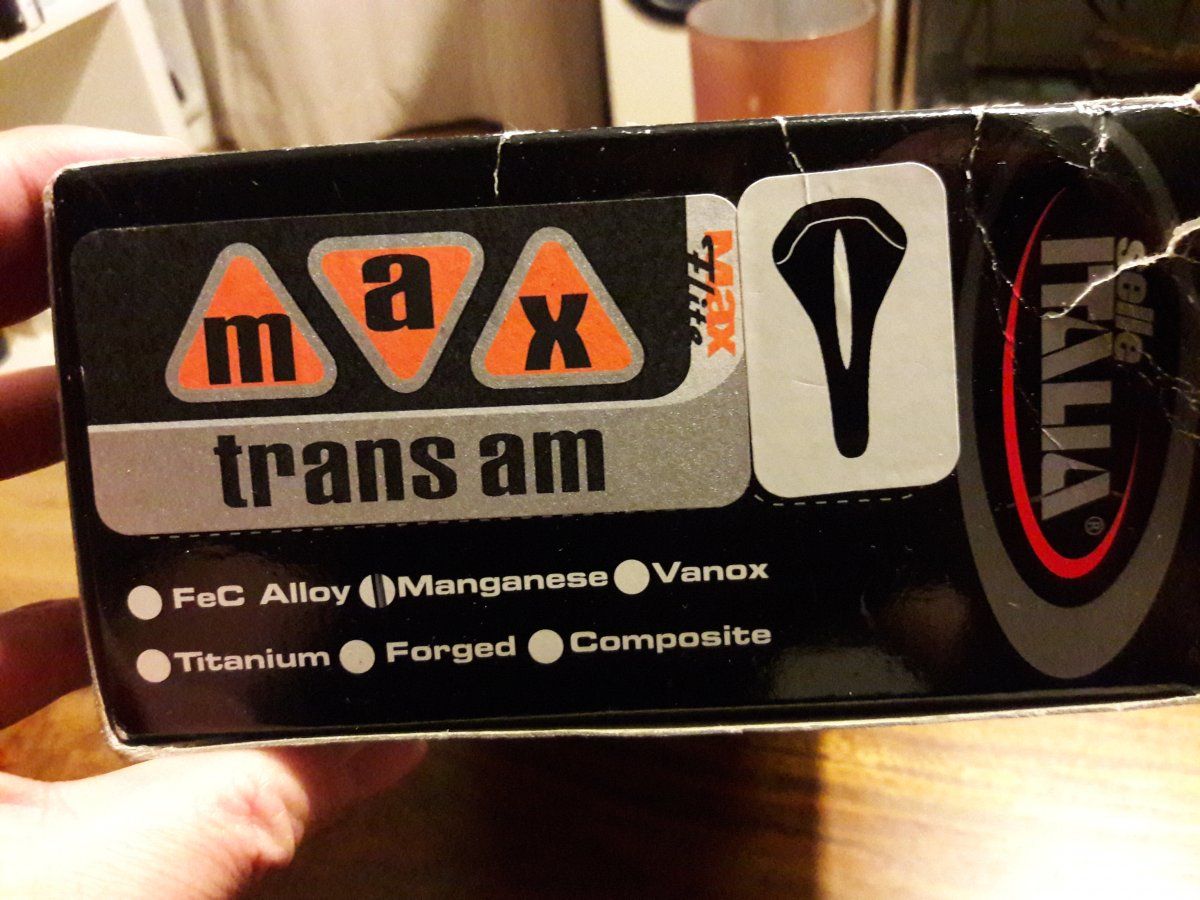 max
trans am
Max
Flite
selle
ITALIA®
FeC Alloy Manganese Vanox
Titanium Forged Composite